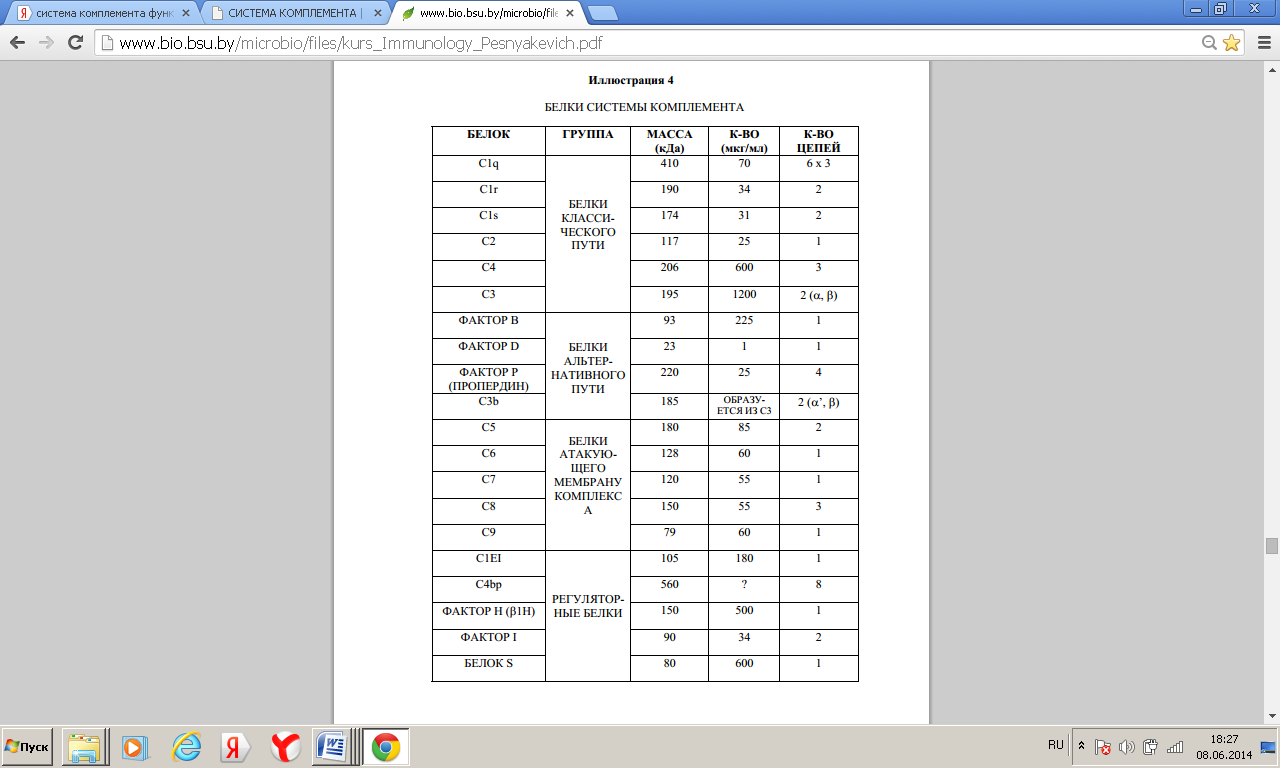 система комплемента функ
СИСТЕМА КОМПЛЕМЕНТА |
www.bio.bsu.by/microbio/file
www.bio.bsu.by/microbio/files/kurs_Immunology_Pesnyakevich.pdf
Иллюстрация 4
БЕЛКИ СИСТЕМЫ КОМПЛЕМЕНТА
БЕЛОК ГРУППА МАССА (кДа) К-ВО (мкг/мл) К-ВО ЦЕПЕЙ
C1q 410 70 6 x 3
C1r 190 34 2
C1s 174 31 2
C2 117 25 1
C4 206 600 3
C3 195 1200 2 (α, β)
БЕЛКИ
КЛАССИ-
ЧЕСКОГО
ПУТИ
ФАКТОР B 93 225 1
ФАКТОР D 23 1 1
ФАКТОР P (ПРОПЕРДИН) 220 25 4
C3b 185 ОБРАЗУ-ЕТСЯ ИЗ C3 2 (α’, β)
БЕЛКИ
АЛЬТЕР-
НАТИВНОГО
ПУТИ
C5 180 85 2
C6 128 60 1
C7 120 55 1
C8 150 55 3
C9 79 60 1
БЕЛКИ
АТАКУЮ-
ЩЕГО
МЕМБРАНУ
КОМПЛЕКС
А
C1EI 105 180 1
C4bp 560 ? 8
ФАКТОР H (β1H) 150 500 1
ФАКТОР I 90 34 2
БЕЛОК S 80 600 1
РЕГУЛЯТОР-
НЫЕ БЕЛКИ
Пуск
RU
18:27
08.06.2014